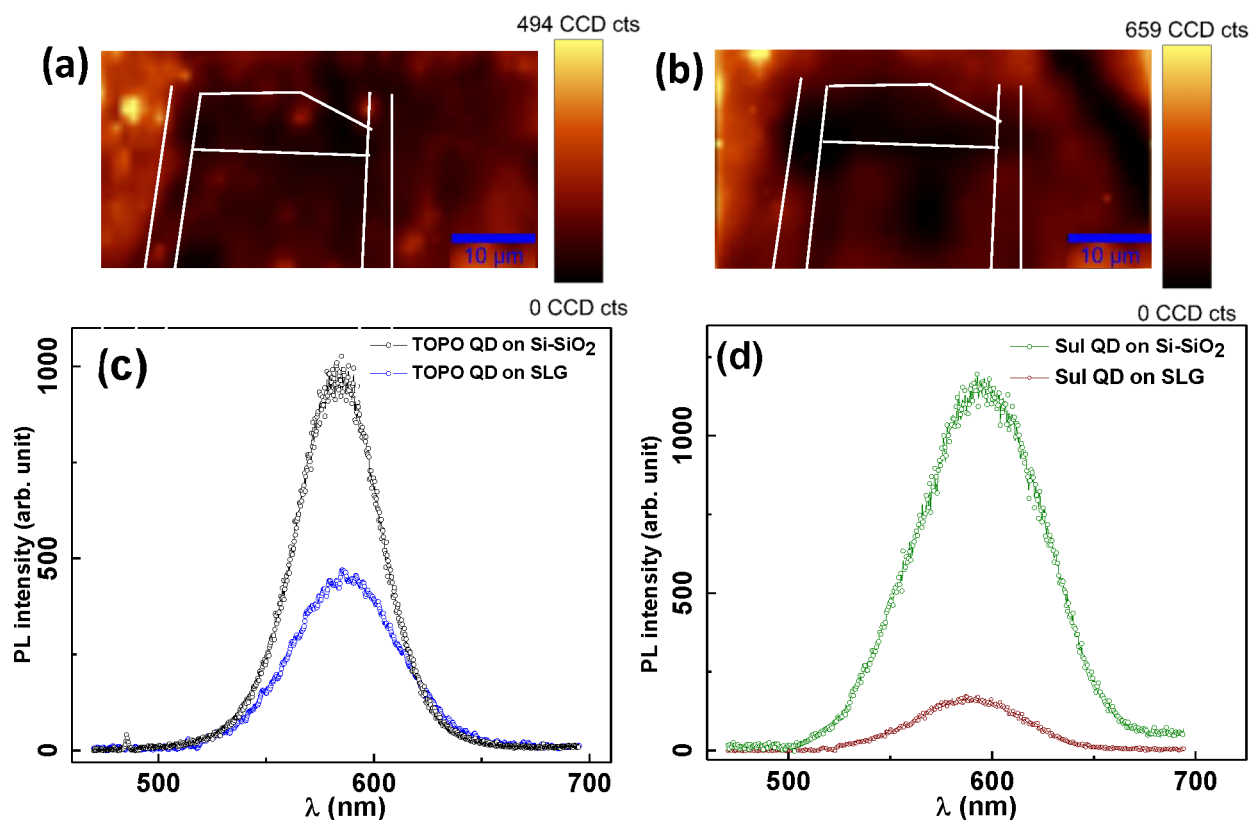 494 CCD cts
659 CCD cts
(a)
(b)
10 µm
10 µm
0 CCD cts
0 CCD cts
(c)
TOPO QD on Si-SiO₂
TOPO QD on SLG
PL intensity (arb. unit)
1000
500
0
500
600
700
λ (nm)
(d)
Sul QD on Si-SiO₂
Sul QD on SLG
PL intensity (arb. unit)
1000
500
0
500
600
700
λ (nm)